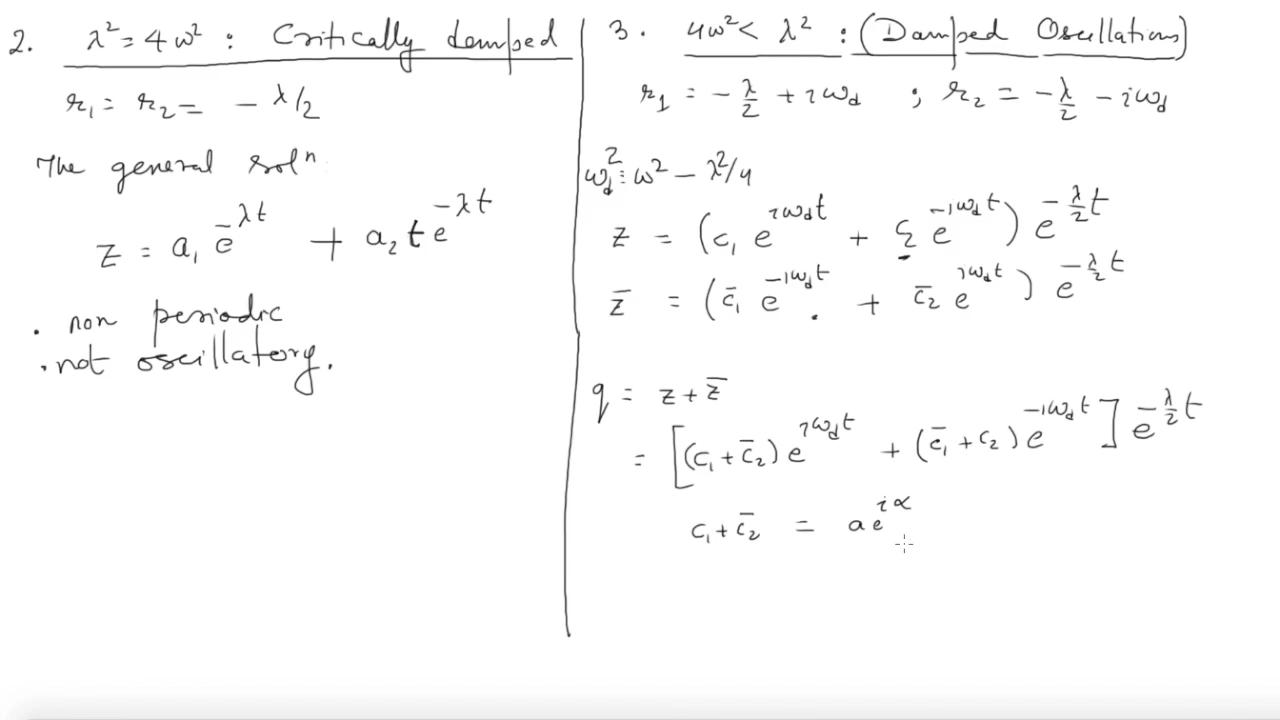 2. λ² = 4ω² : Critically damped
r₁ = r₂ = - λ/2
The general solⁿ
z = a₁ e^{-λt} + a₂ t e^{-λt}
. non periodic
. not oscillatory.
3. 4ω² < λ² : (Damped Oscillations)
r₁ = - λ/2 + iω_d ; r₂ = - λ/2 - iω_d
ω_d² : ω² - λ²/4
z = (c₁ e^{iω_d t} + c₂ e^{-iω_d t}) e^{-λ/2 t}
z̄ = (c̄₁ e^{-iω_d t} + c̄₂ e^{iω_d t}) e^{-λ/2 t}
q = z + z̄
= [(c₁ + c̄₂) e^{iω_d t} + (c̄₁ + c₂) e^{-iω_d t}] e^{-λ/2 t}
c₁ + c̄₂ = a e^{iα}